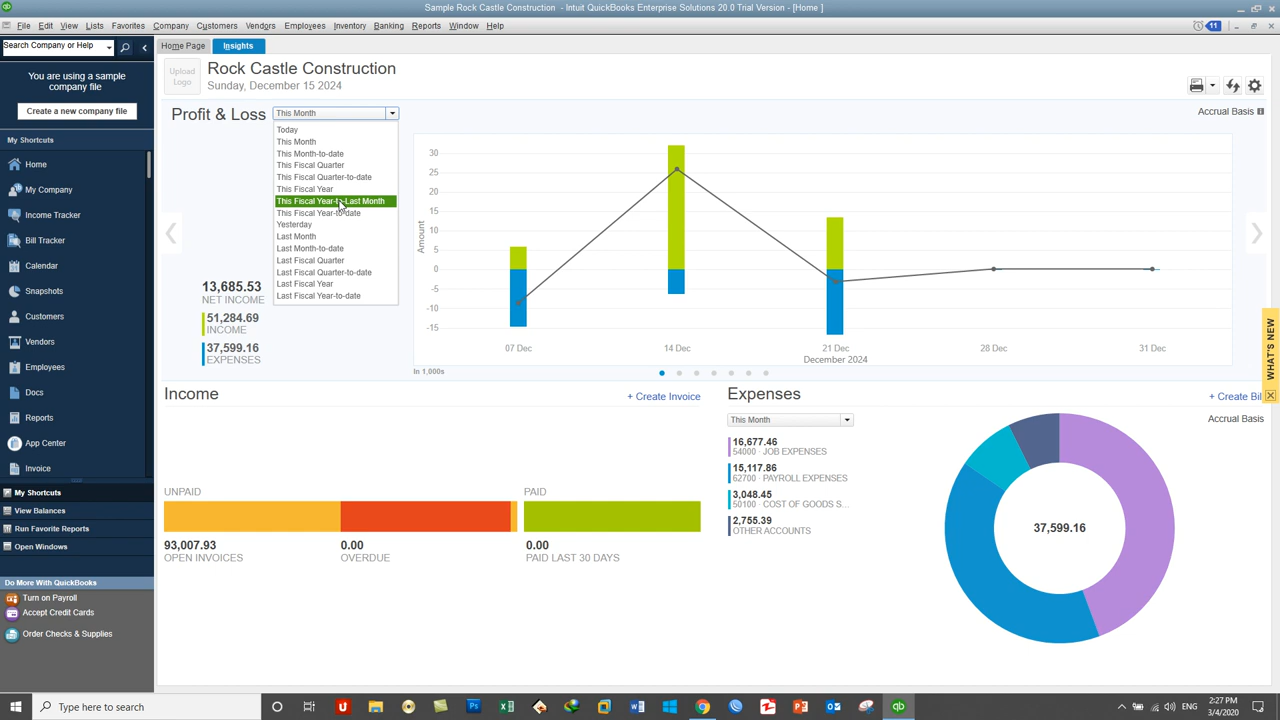 Sample Rock Castle Construction - Intuit QuickBooks Enterprise Solutions 20.0 Trial Version - [Home ]
File Edit View Lists Favorites Company Customers Vendors Employees Inventory Banking Reports Window Help
11
Search Company or Help
Home Page
Insights
You are using a sample
company file
Create a new company file
My Shortcuts
Home
My Company
Income Tracker
Bill Tracker
Calendar
Snapshots
Customers
Vendors
Employees
Docs
Reports
App Center
Invoice
My Shortcuts
View Balances
Run Favorite Reports
Open Windows
Do More With QuickBooks
Turn on Payroll
Accept Credit Cards
Order Checks & Supplies
Upload
Logo
Rock Castle Construction
Sunday, December 15 2024
Profit & Loss
This Month
Accrual Basis
Today
This Month
This Month-to-date
This Fiscal Quarter
This Fiscal Quarter-to-date
This Fiscal Year
This Fiscal Year-to-Last Month
This Fiscal Year-to-date
Yesterday
Last Month
Last Month-to-date
Last Fiscal Quarter
Last Fiscal Quarter-to-date
Last Fiscal Year
Last Fiscal Year-to-date
13,685.53
NET INCOME
51,284.69
INCOME
37,599.16
EXPENSES
Amount
30
25
20
15
10
5
0
-5
-10
-15
07 Dec
14 Dec
21 Dec
28 Dec
31 Dec
December 2024
In 1,000s
WHAT'S NEW
Income
+ Create Invoice
UNPAID
PAID
93,007.93
OPEN INVOICES
0.00
OVERDUE
0.00
PAID LAST 30 DAYS
Expenses
+ Create Bil
This Month
Accrual Basis
16,677.46
54000 · JOB EXPENSES
15,117.86
62700 · PAYROLL EXPENSES
3,048.45
50100 · COST OF GOODS S...
2,755.39
OTHER ACCOUNTS
37,599.16
Type here to search
2:27 PM
3/4/2020